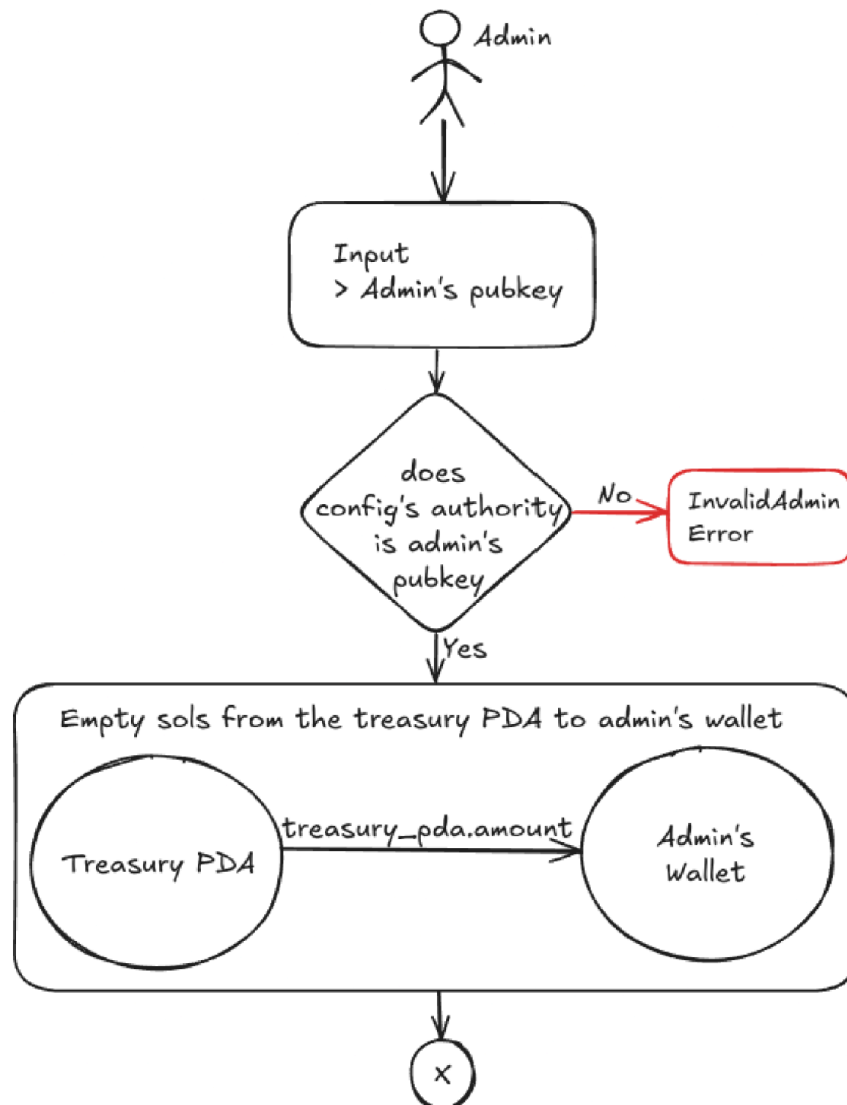 Admin
Input
> Admin's pubkey
does
config's authority
is admin's
pubkey
No
InvalidAdmin
Error
Yes
Empty sols from the treasury PDA to admin's wallet
Treasury PDA
treasury_pda.amount
Admin's
Wallet
X